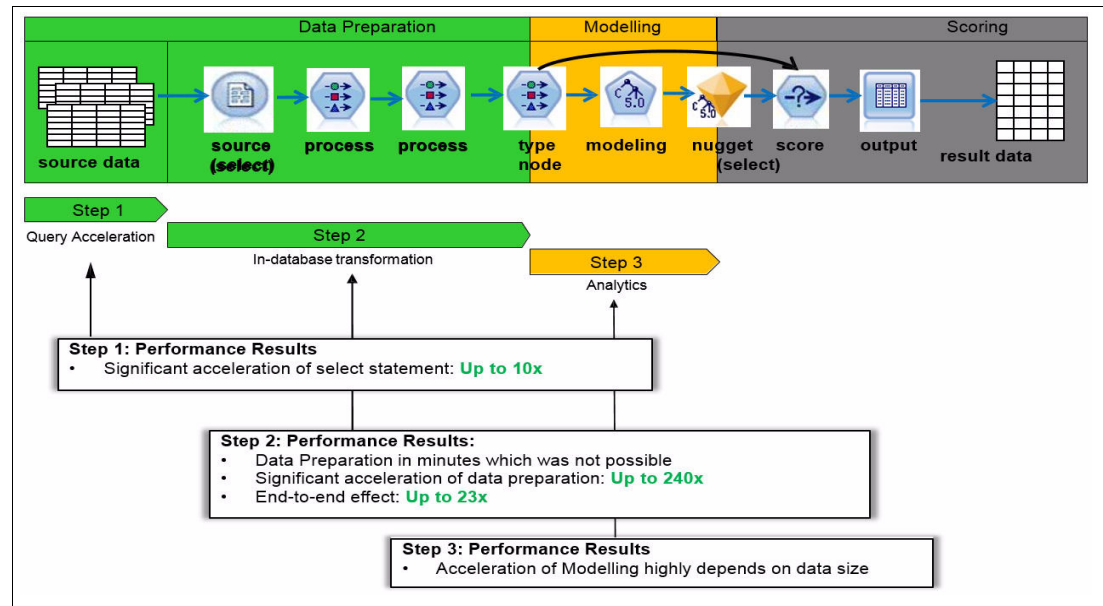 Data Preparation
Modelling
Scoring
source data
source
(select)
process
process
type
node
C
5.0
modeling
C
5.0
nugget
(select)
-?->
score
output
result data
Step 1
Query Acceleration
Step 2
In-database transformation
Step 3
Analytics
Step 1: Performance Results
• Significant acceleration of select statement: Up to 10x
Step 2: Performance Results:
• Data Preparation in minutes which was not possible
• Significant acceleration of data preparation: Up to 240x
• End-to-end effect: Up to 23x
Step 3: Performance Results
• Acceleration of Modelling highly depends on data size